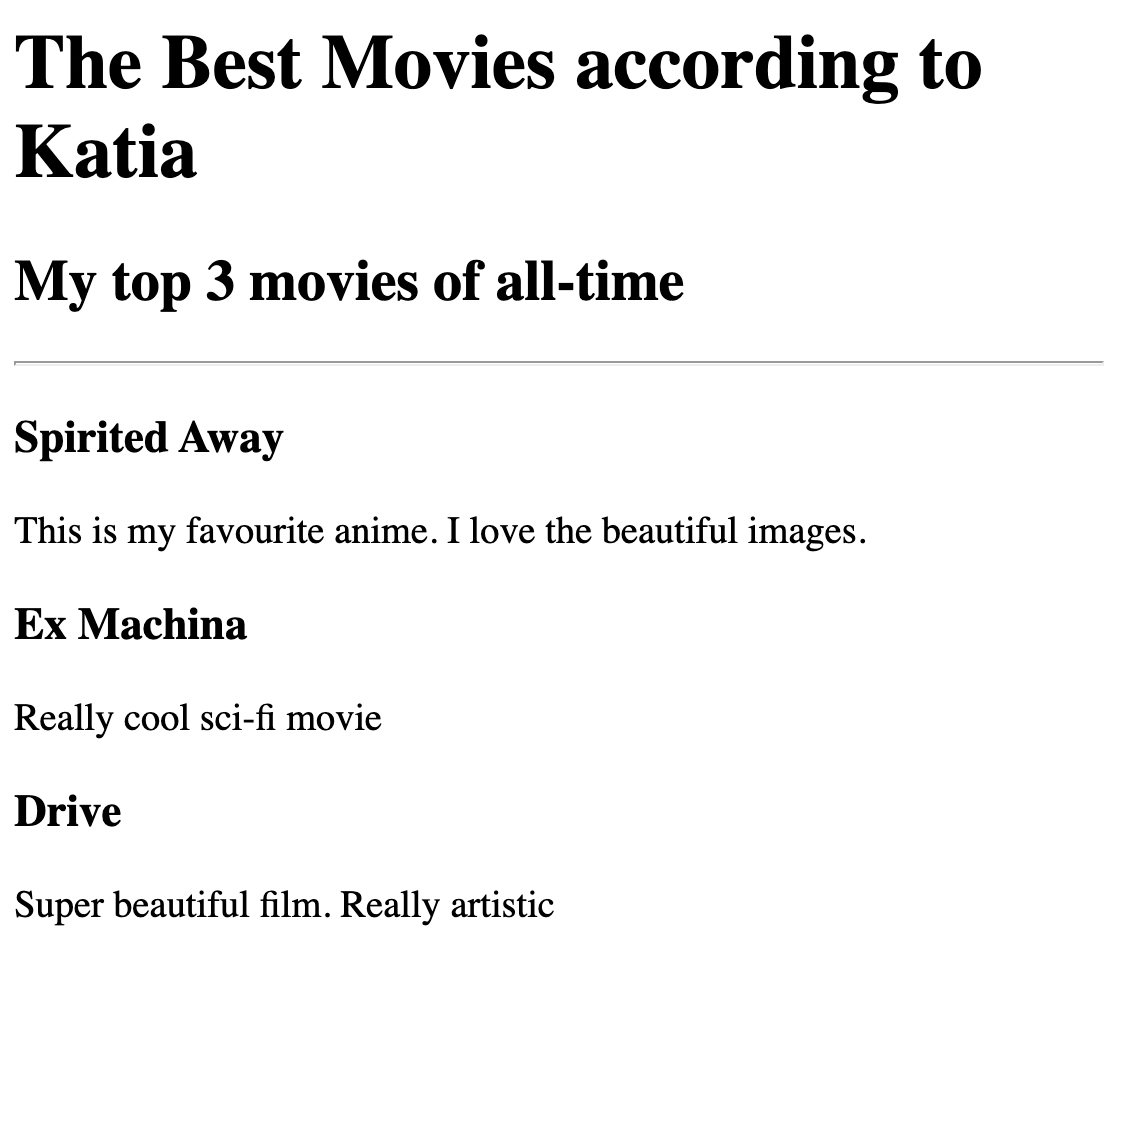 The Best Movies according to
Katia
My top 3 movies of all-time
Spirited Away
This is my favourite anime. I love the beautiful images.
Ex Machina
Really cool sci-fi movie
Drive
Super beautiful film. Really artistic